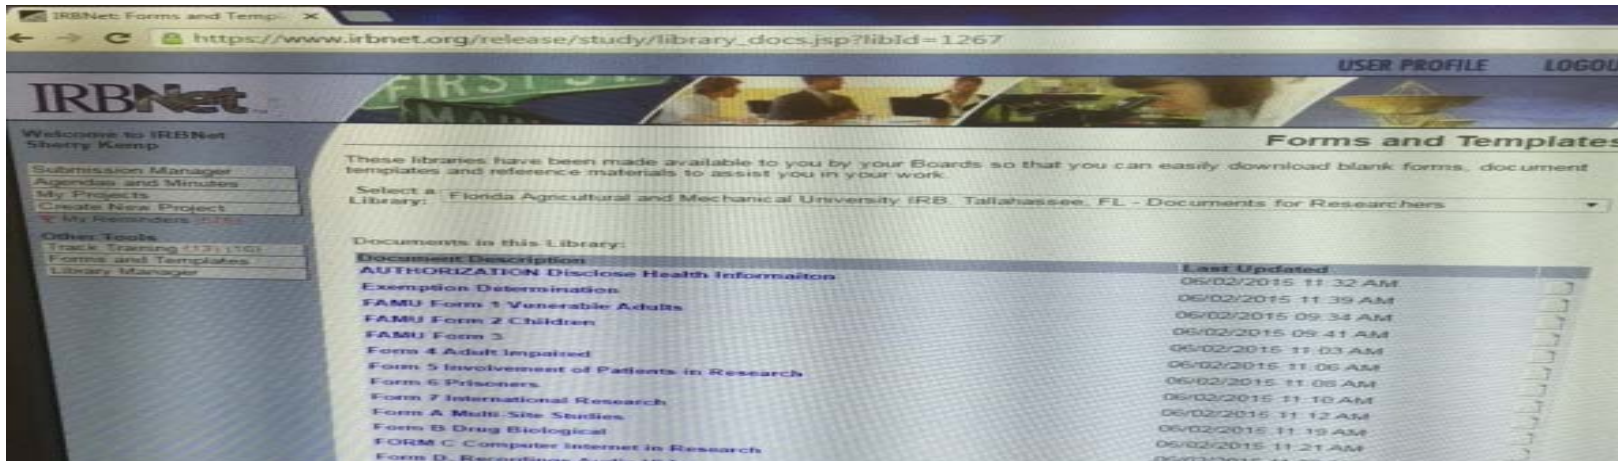 IRBNet: Forms and Templ
https://www.irbnet.org/release/study/library_docs.jsp?libId=1267
USER PROFILE LOGOU
IRBNet
FIRST ST
MA
Welcome to IRBNet
Sherry Kemp
Submission Manager
Agendas and Minutes
My Projects
Create New Project
My Reminders
Other Tools
Track Training (12) (10)
Forms and Templates
Library Manager
Forms and Templates
These libraries have been made available to you by your Boards so that you can easily download blank forms, document
templates and reference materials to assist you in your work.
Select a
Library: Florida Agricultural and Mechanical University IRB, Tallahassee, FL - Documents for Researchers
Documents in this Library:
Document Description Last Updated
AUTHORIZATION Disclose Health Informaiton 06/02/2015 11:32 AM
Exemption Determination 06/02/2015 11:39 AM
FAMU Form 1 Vunerable Adults 06/02/2015 09:34 AM
FAMU Form 2 Children 06/02/2015 09:41 AM
FAMU Form 3 06/02/2015 11:03 AM
Form 4 Adult Impaired 06/02/2015 11:06 AM
Form 5 Involvement of Patients in Research 06/02/2015 11:08 AM
Form 6 Prisoners 06/02/2015 11:10 AM
Form 7 International Research 06/02/2015 11:12 AM
Form A Multi-Site Studies 06/02/2015 11:19 AM
Form B Drug Biological 06/02/2015 11:21 AM
FORM C Computer Internet in Research
Form D. Recordings